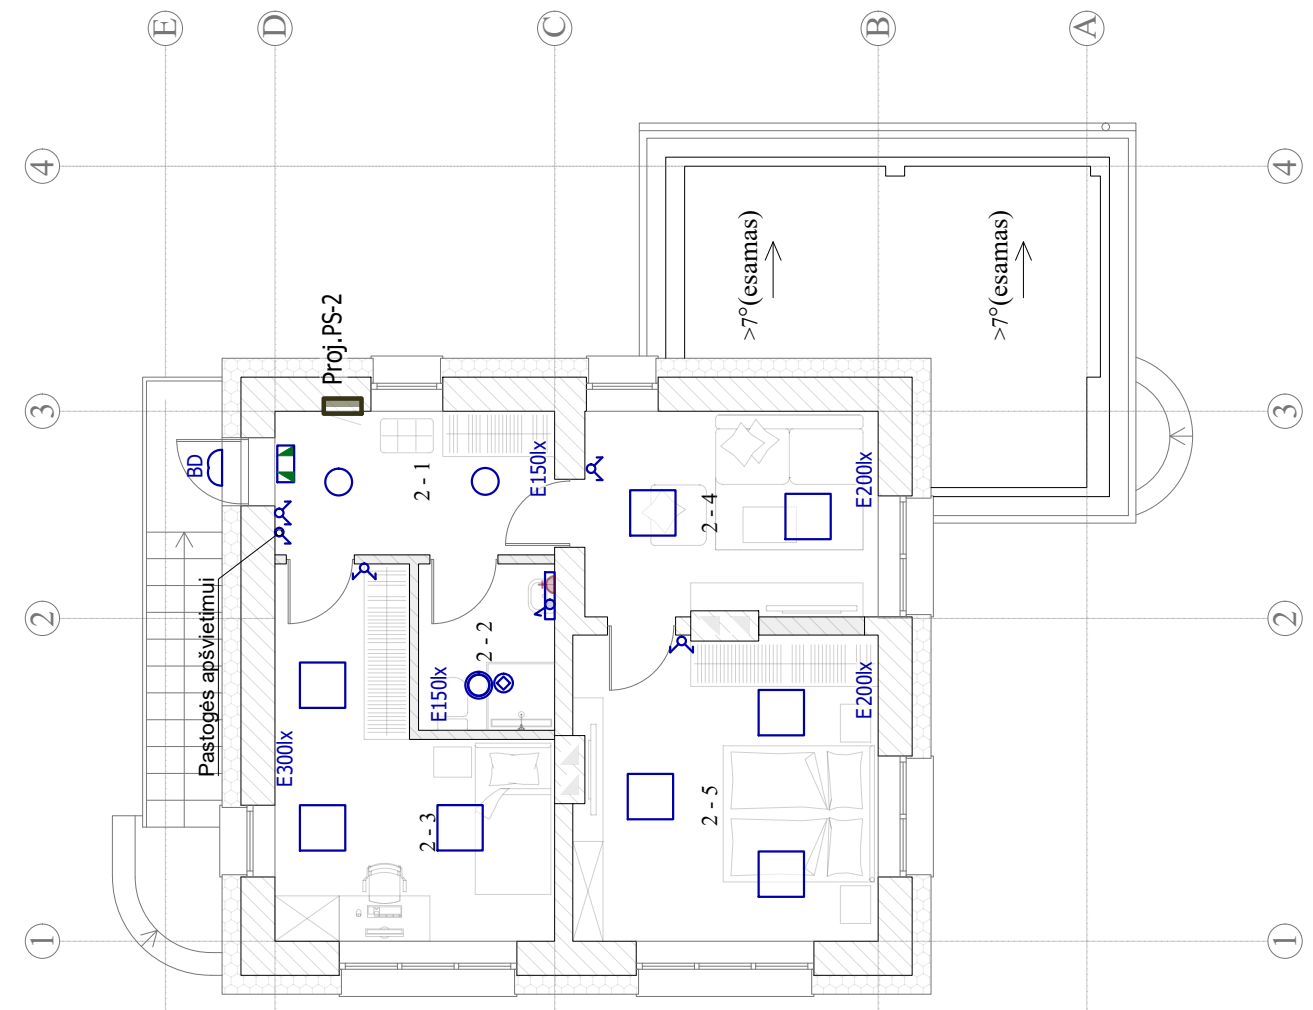 E
D
C
B
A
4
4
>7°(esamas)
>7°(esamas)
Proj.PS-2
3
3
BD
2 - 1
E150lx
2 - 4
E200lx
2
2
Pastogės apšvietimui
2 - 2
E150lx
E200lx
E300lx
2 - 3
2 - 5
1
1